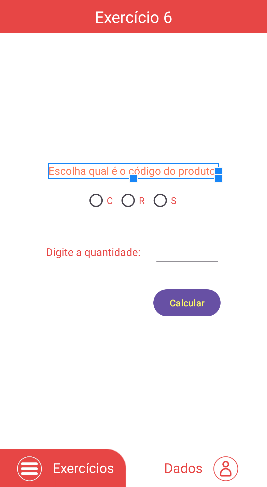 Exercício 6
Escolha qual é o código do produto
C R S
Digite a quantidade:
Calcular
Exercícios Dados